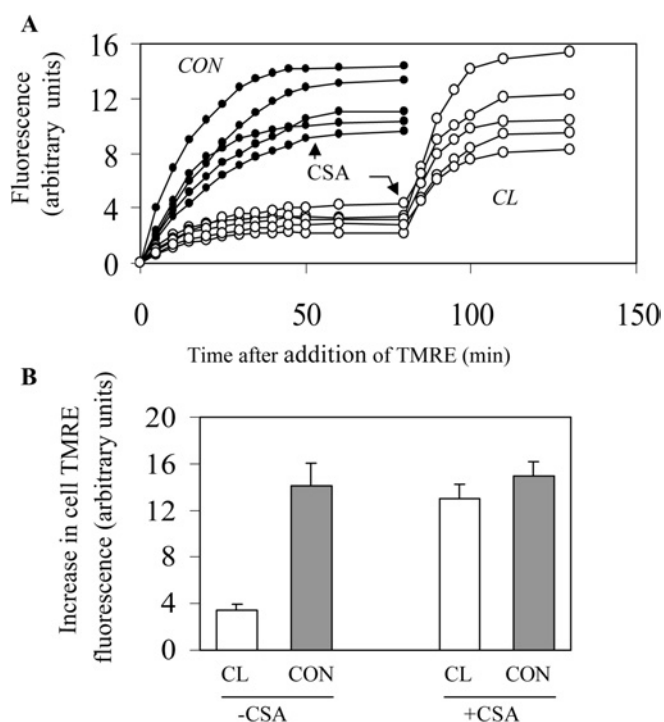 A
Fluorescence
(arbitrary units)
16
12
8
4
0
CON
CSA
CL
0
50
100
150
Time after addition of TMRE (min)
B
Increase in cell TMRE
fluorescence (arbitrary units)
20
16
12
8
4
0
CL
CON
CL
CON
-CSA
+CSA